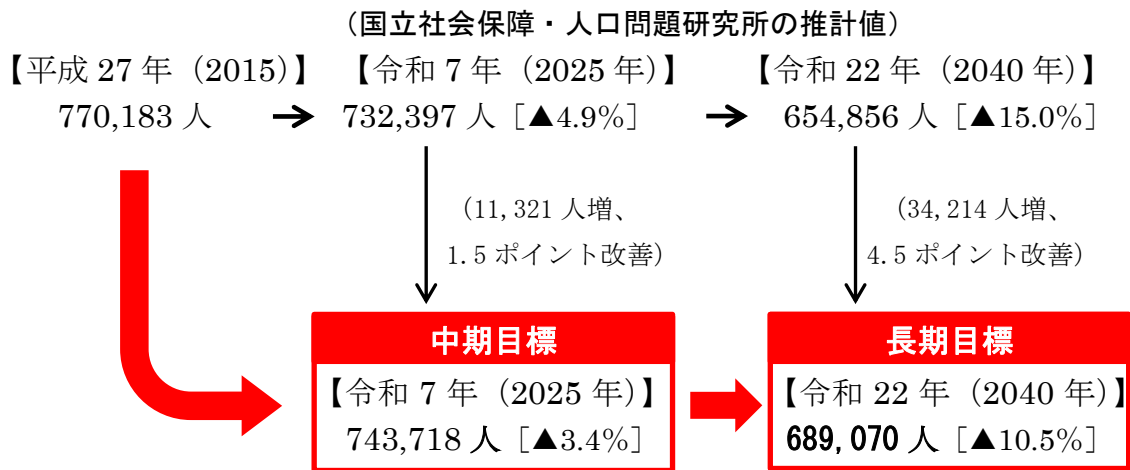 （国立社会保障・人口問題研究所の推計値）
【平成 27 年（2015）】 【令和 7 年（2025 年）】 【令和 22 年（2040 年）】
770,183 人 → 732,397 人［▲4.9%］ → 654,856 人［▲15.0%］
（11,321 人増、
1.5 ポイント改善）
（34,214 人増、
4.5 ポイント改善）
中期目標
【令和 7 年（2025 年）】
743,718 人［▲3.4%］
長期目標
【令和 22 年（2040 年）】
689,070 人［▲10.5%］